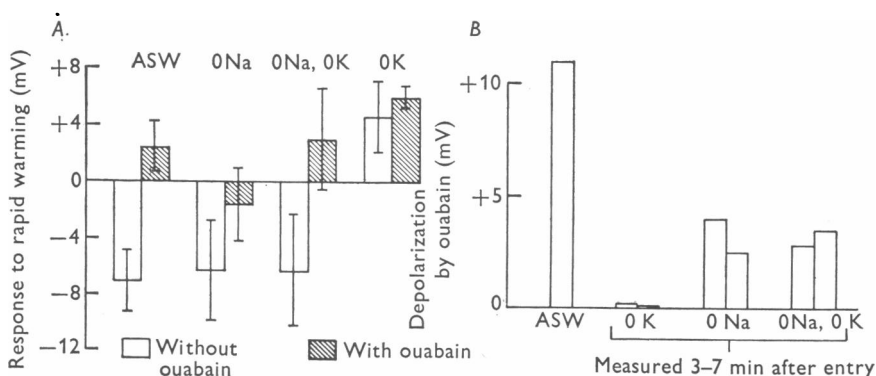 A.
B
Response to rapid warming (mV)
+8
+4
0
−4
−8
−12
ASW
0Na
0Na, 0K
0K
Without
ouabain
With ouabain
Depolarization
by ouabain (mV)
+10
+5
0
ASW
0 K
0 Na
0Na, 0 K
Measured 3–7 min after entry